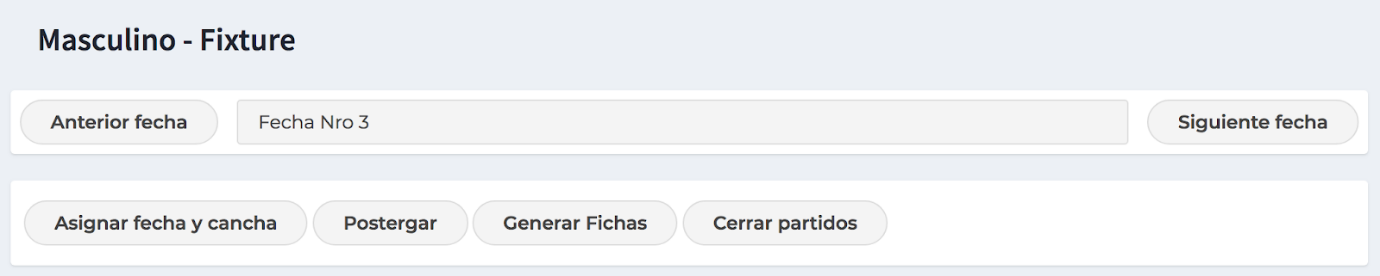 Masculino - Fixture
Anterior fecha Fecha Nro 3 Siguiente fecha
Asignar fecha y cancha Postergar Generar Fichas Cerrar partidos